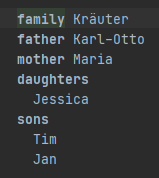 family Kräuter
father Karl-Otto
mother Maria
daughters
  Jessica
sons
  Tim
  Jan